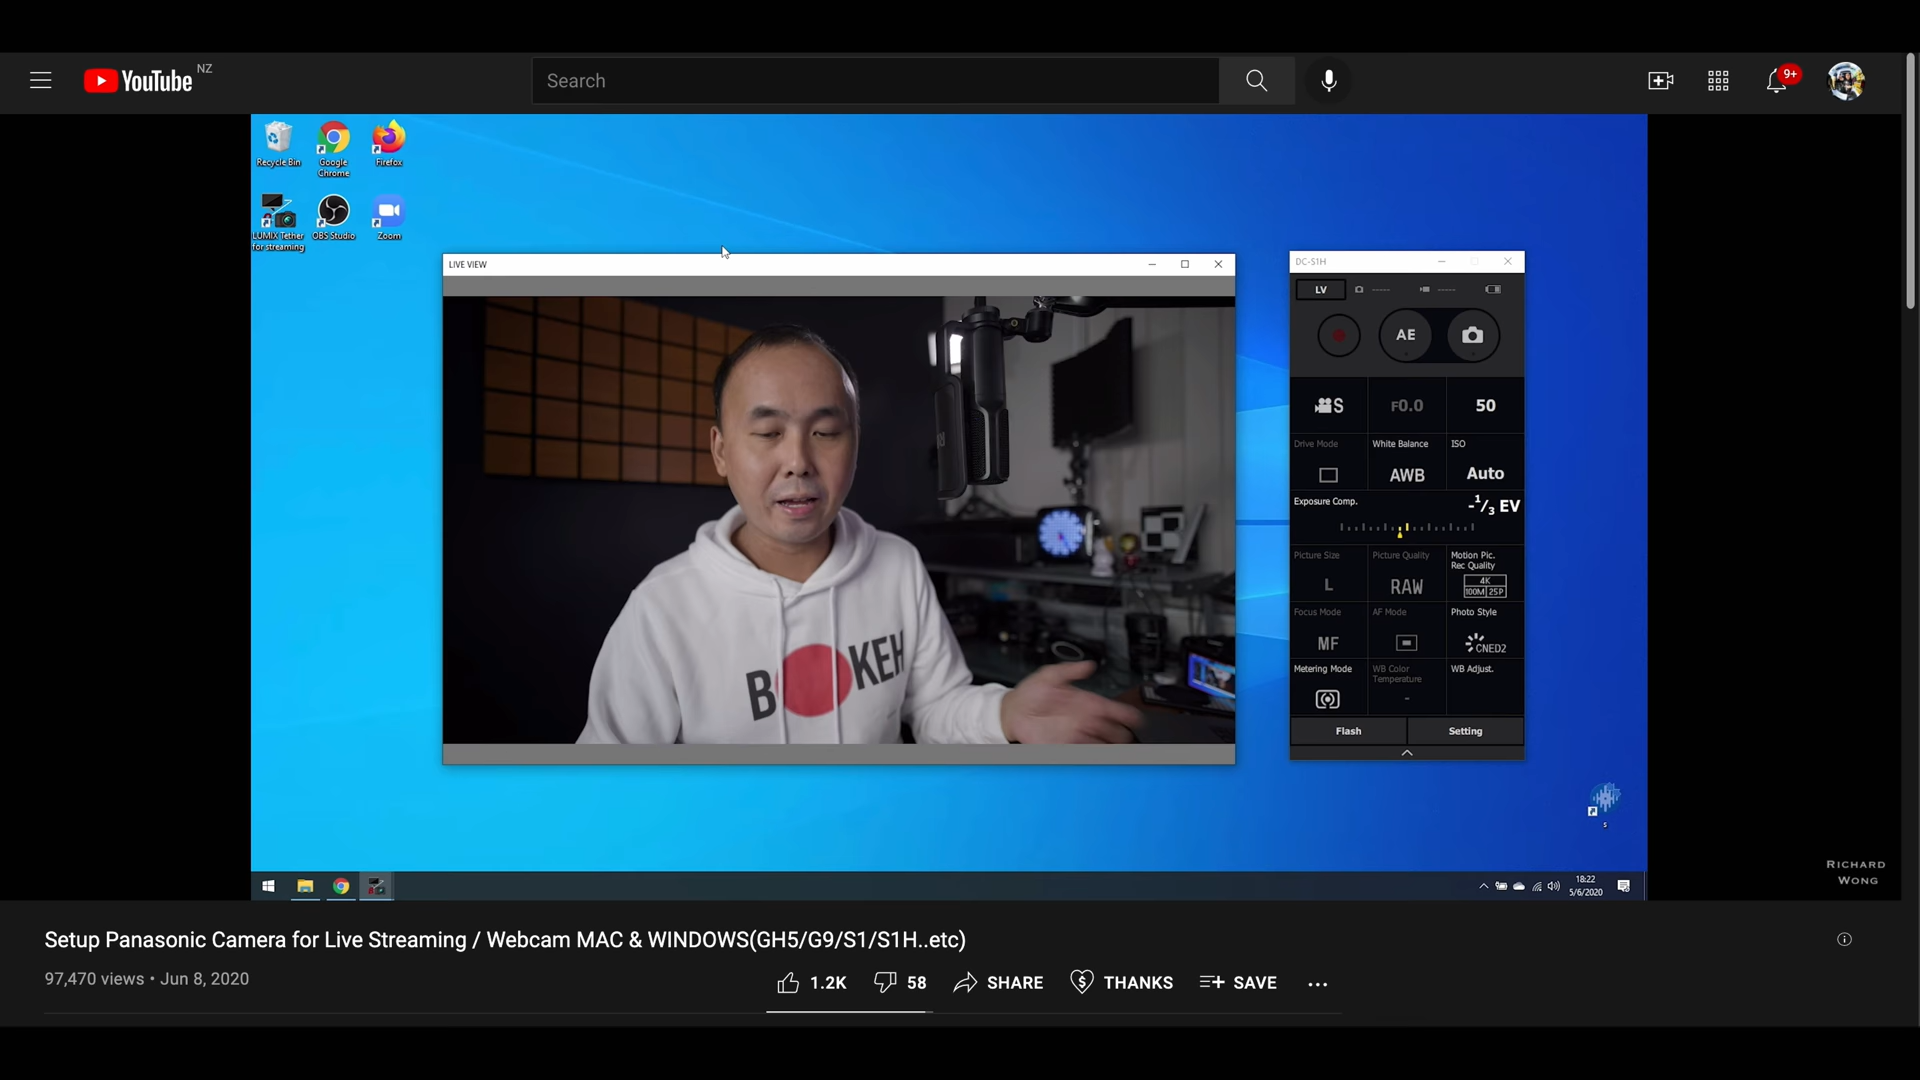 YouTube NZ
Search
9+
Recycle Bin
Google Chrome
Firefox
LUMIX Tether for streaming
OBS Studio
Zoom
LIVE VIEW
BOKEH
DC-S1H
LV
AE
S
F0.0
50
Drive Mode
White Balance
AWB
ISO
Auto
Exposure Comp.
-1/3 EV
Picture Size
L
Picture Quality
RAW
Motion Pic.
Rec Quality
4K
100M 25P
Focus Mode
MF
AF Mode
Photo Style
CNED2
Metering Mode
WB Color
Temperature
-
WB Adjust.
Flash
Setting
s
18:22
5/6/2020
RICHARD
WONG
Setup Panasonic Camera for Live Streaming / Webcam MAC & WINDOWS(GH5/G9/S1/S1H..etc)
97,470 views • Jun 8, 2020
1.2K
58
SHARE
THANKS
SAVE